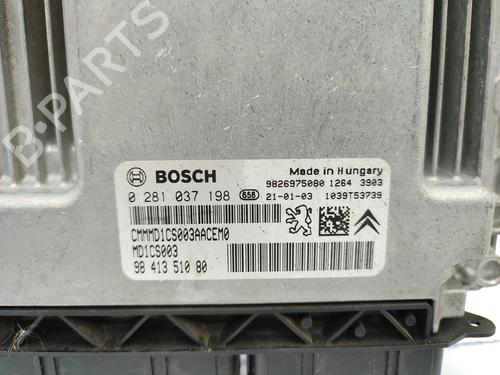 B-PARTS
BOSCH
Made in Hungary
9826975080 1264 3903
0 281 037 198 658 21-01-03 1039T53739
CMMMD1CS003AACEM0
MD1CS003
98 413 510 80